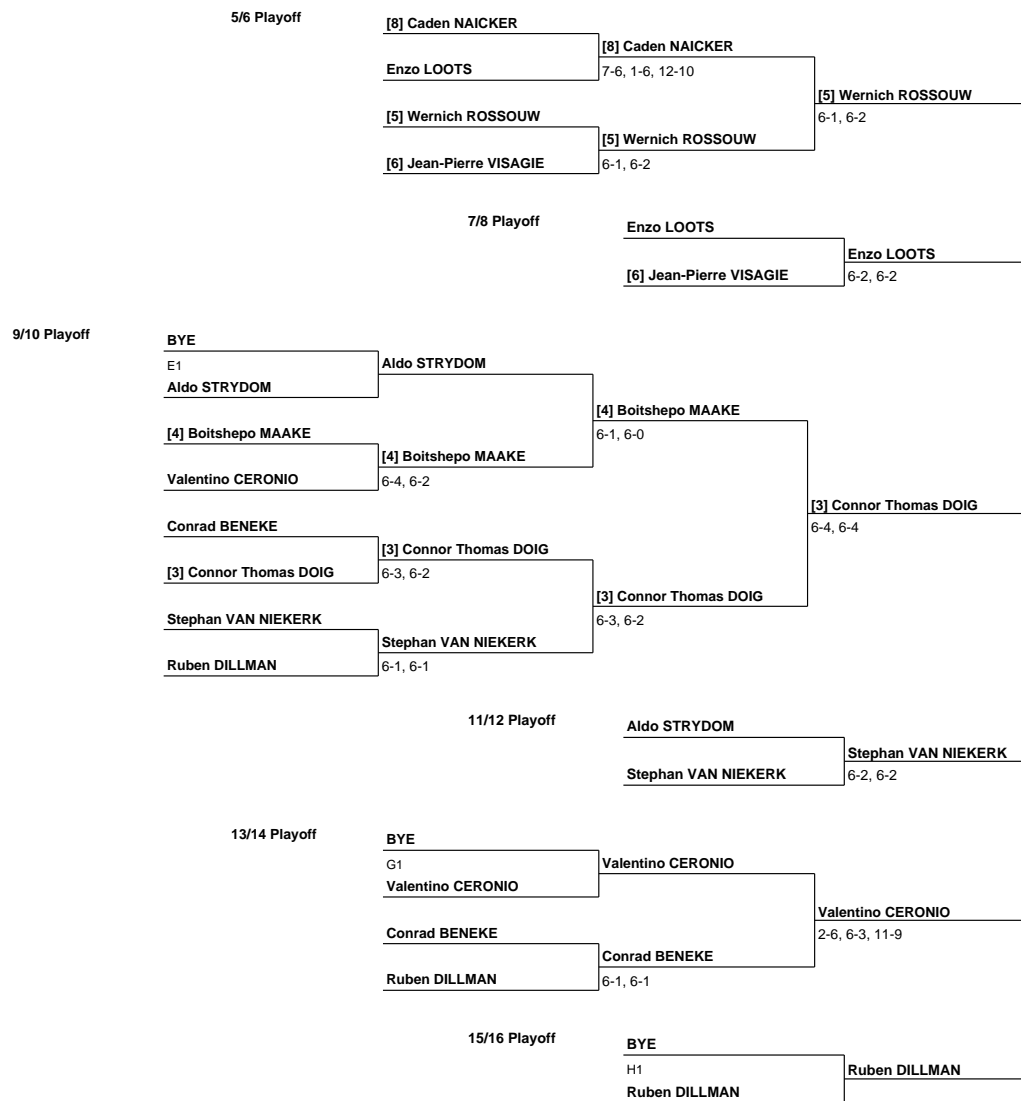 5/6 Playoff
[8] Caden NAICKER
[8] Caden NAICKER
Enzo LOOTS
7-6, 1-6, 12-10
[5] Wernich ROSSOUW
[5] Wernich ROSSOUW
6-1, 6-2
[5] Wernich ROSSOUW
[6] Jean-Pierre VISAGIE
6-1, 6-2
7/8 Playoff
Enzo LOOTS
Enzo LOOTS
[6] Jean-Pierre VISAGIE
6-2, 6-2
9/10 Playoff
BYE
E1
Aldo STRYDOM
Aldo STRYDOM
[4] Boitshepo MAAKE
[4] Boitshepo MAAKE
6-1, 6-0
[4] Boitshepo MAAKE
Valentino CERONIO
6-4, 6-2
[3] Connor Thomas DOIG
Conrad BENEKE
6-4, 6-4
[3] Connor Thomas DOIG
[3] Connor Thomas DOIG
6-3, 6-2
[3] Connor Thomas DOIG
Stephan VAN NIEKERK
6-3, 6-2
Stephan VAN NIEKERK
Ruben DILLMAN
6-1, 6-1
11/12 Playoff
Aldo STRYDOM
Stephan VAN NIEKERK
Stephan VAN NIEKERK
6-2, 6-2
13/14 Playoff
BYE
G1
Valentino CERONIO
Valentino CERONIO
Valentino CERONIO
Conrad BENEKE
2-6, 6-3, 11-9
Conrad BENEKE
Ruben DILLMAN
6-1, 6-1
15/16 Playoff
BYE
H1
Ruben DILLMAN
Ruben DILLMAN